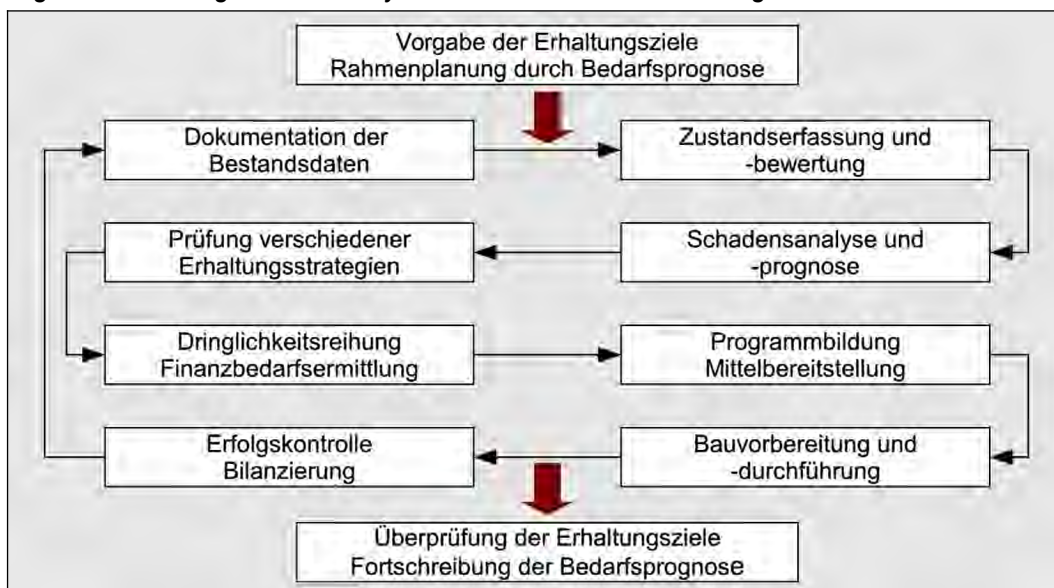 Vorgabe der Erhaltungsziele
Rahmenplanung durch Bedarfsprognose
Dokumentation der
Bestandsdaten
Zustandserfassung und
-bewertung
Prüfung verschiedener
Erhaltungsstrategien
Schadensanalyse und
-prognose
Dringlichkeitsreihung
Finanzbedarfsermittlung
Programmbildung
Mittelbereitstellung
Erfolgskontrolle
Bilanzierung
Bauvorbereitung und
-durchführung
Überprüfung der Erhaltungsziele
Fortschreibung der Bedarfsprognose